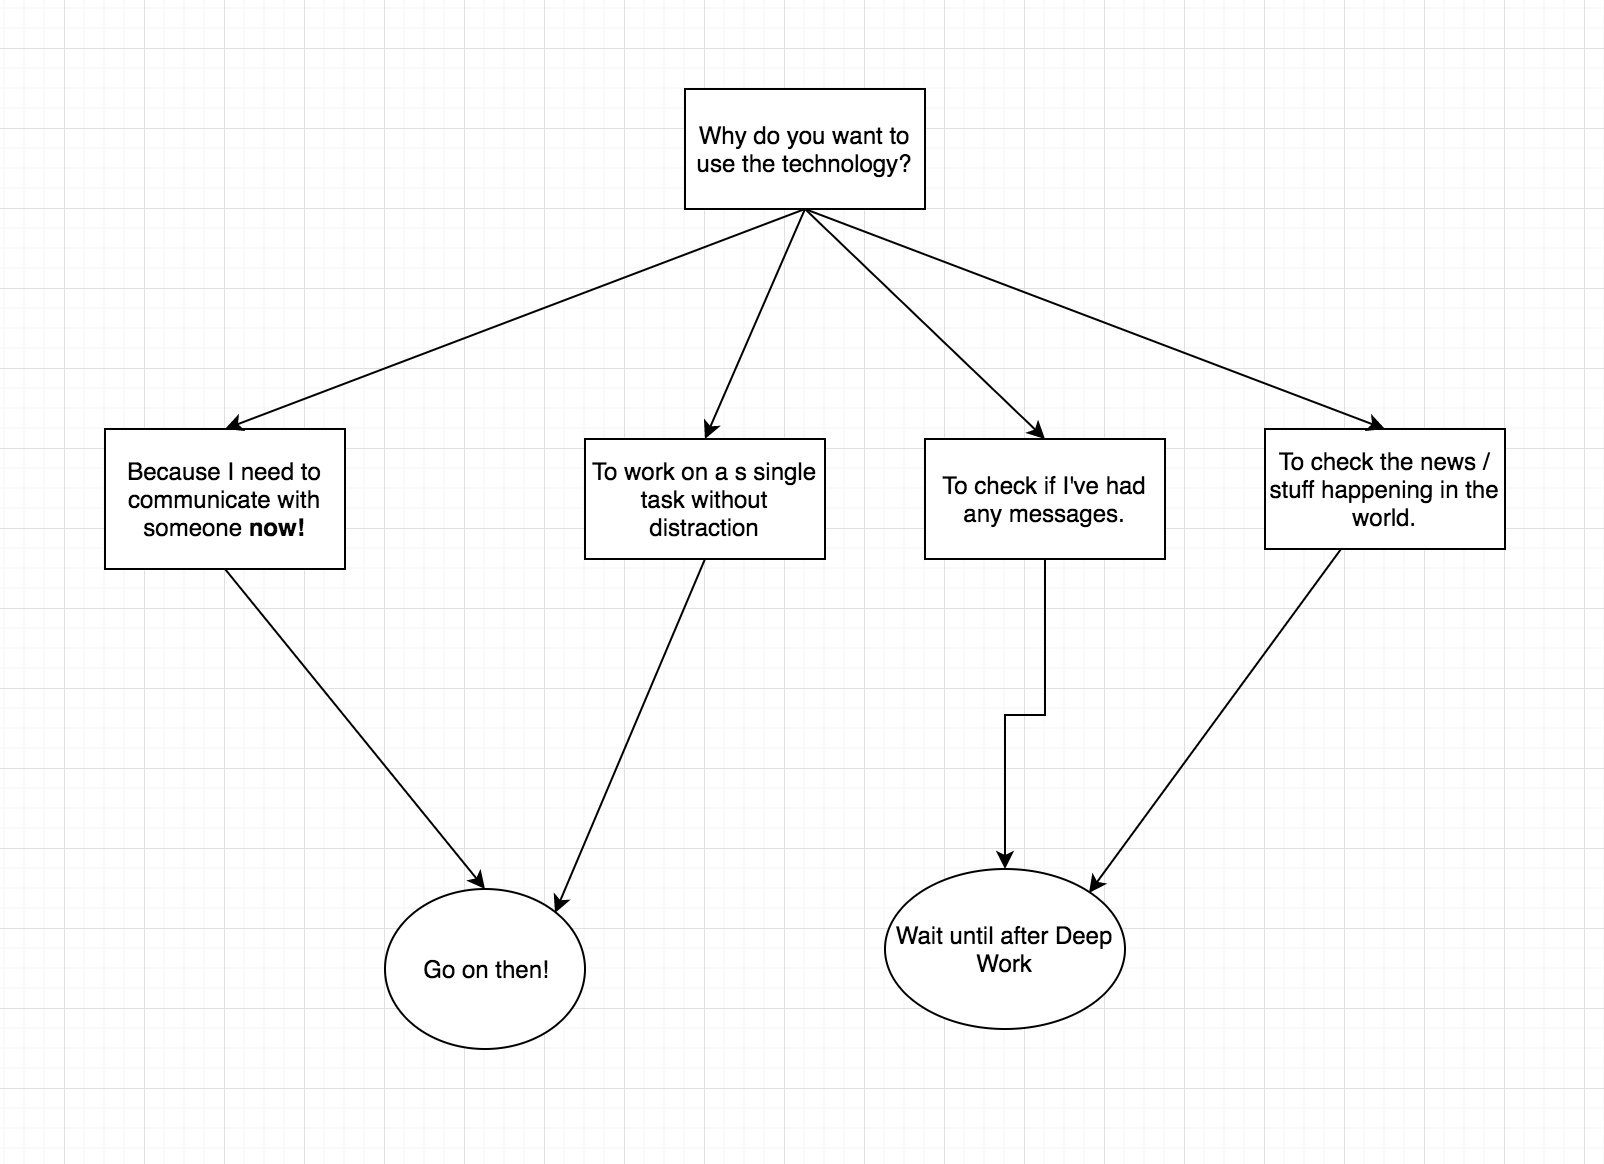 Why do you want to
use the technology?
Because I need to
communicate with
someone now!
To work on a s single
task without
distraction
To check if I've had
any messages.
To check the news /
stuff happening in the
world.
Go on then!
Wait until after Deep
Work